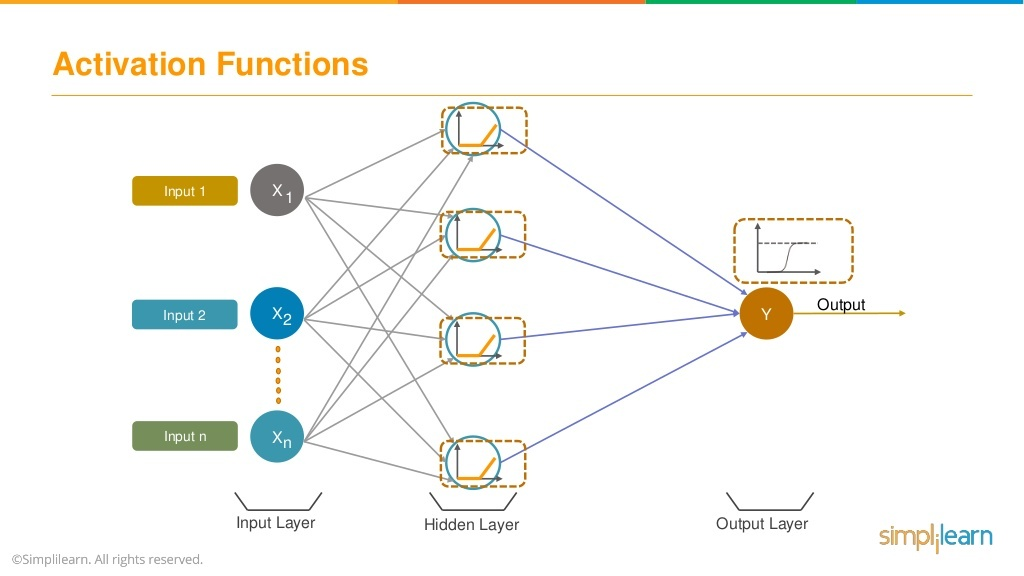 Activation Functions
Input 1
X1
Input 2
X2
Y
Output
Input n
Xn
Input Layer
Hidden Layer
Output Layer
simplilearn
©Simplilearn. All rights reserved.